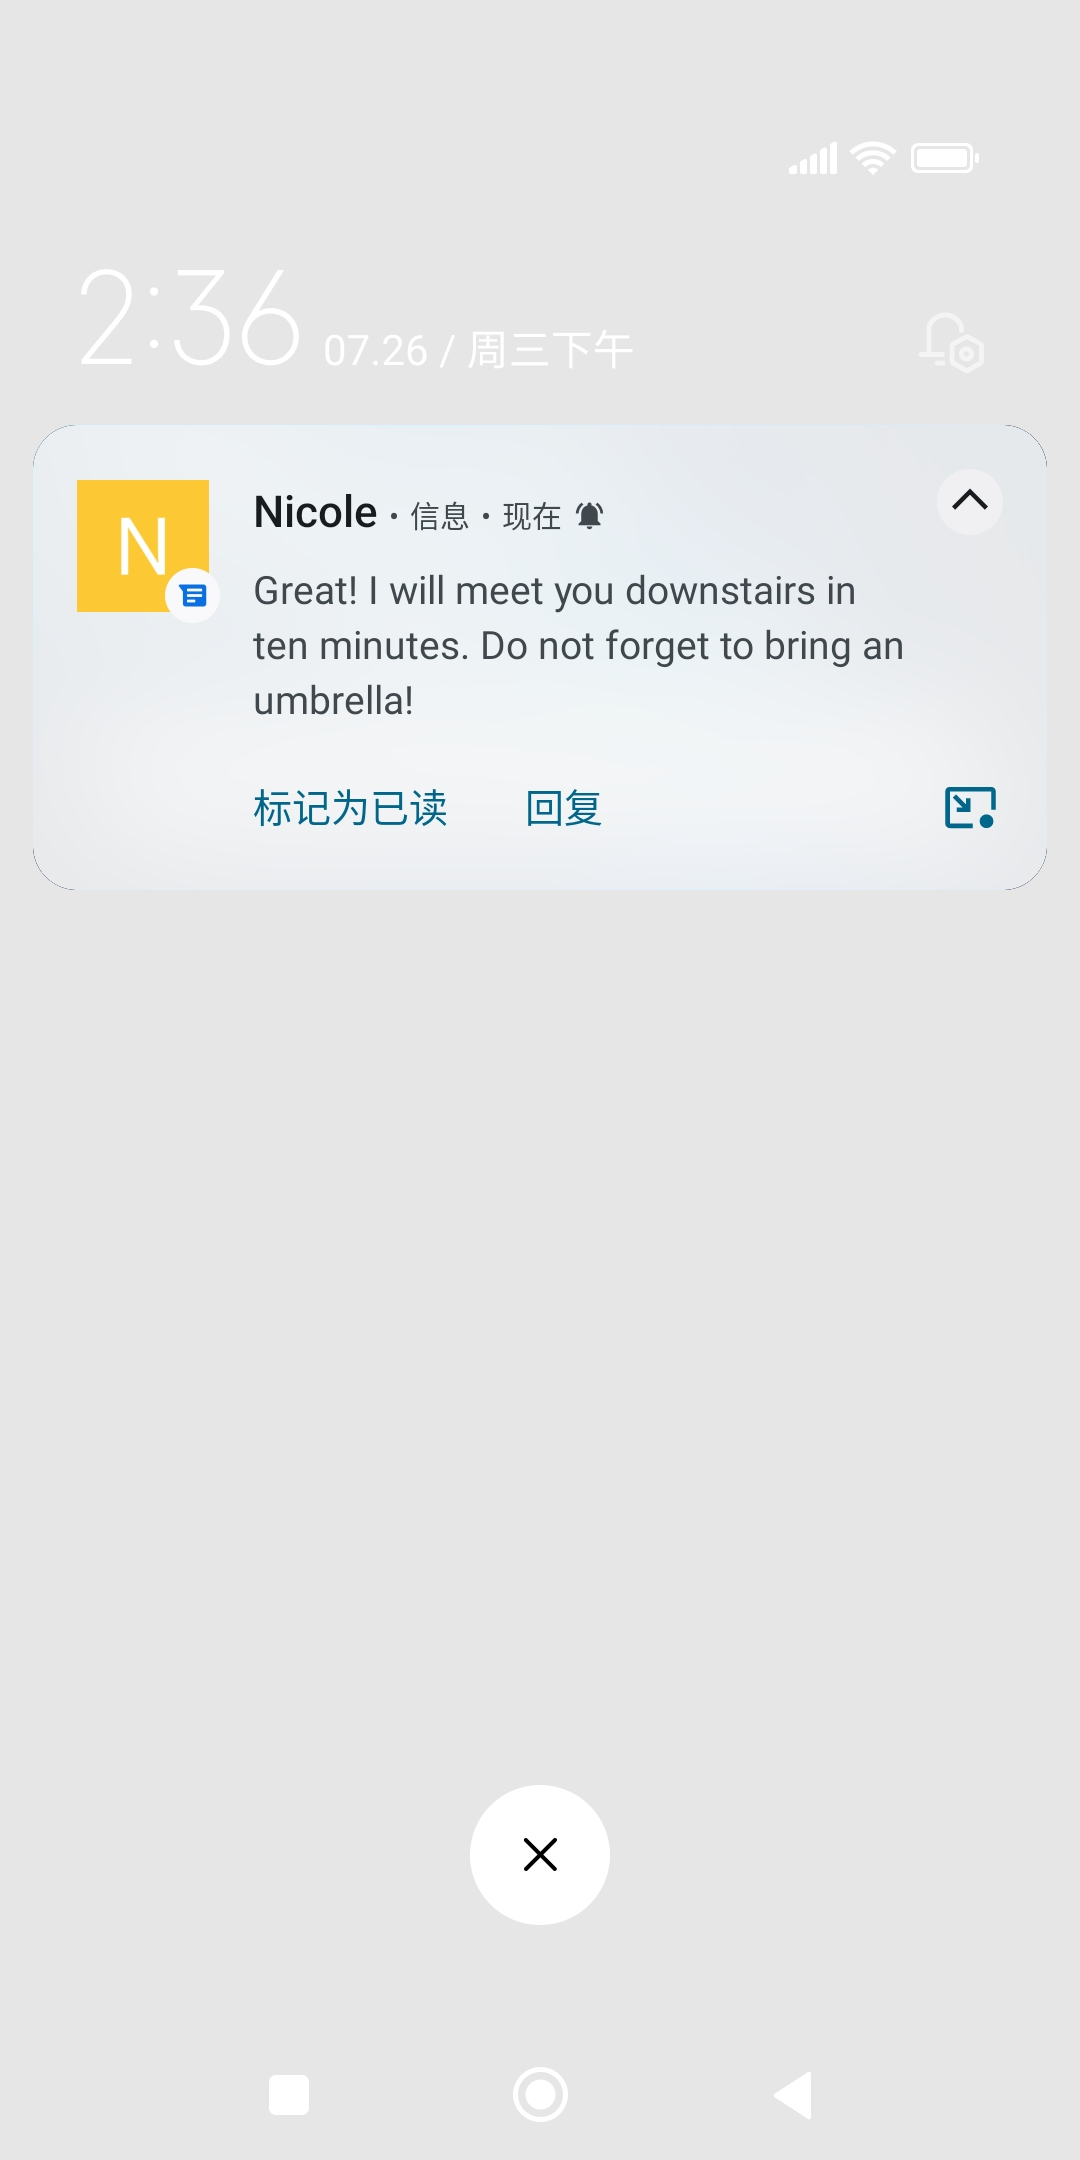 2:36 07.26 / 周三下午
N
Nicole · 信息 · 现在
Great! I will meet you downstairs in
ten minutes. Do not forget to bring an
umbrella!
标记为已读 回复